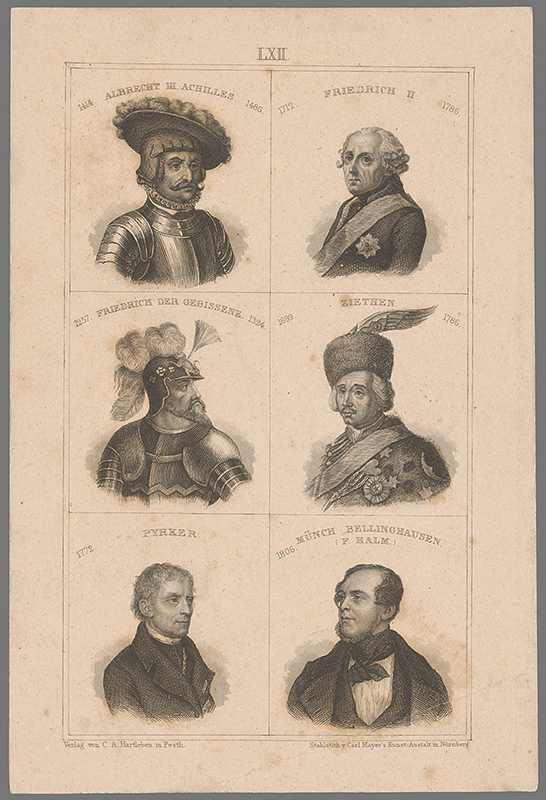 LXII.
1414 ALBRECHT III. ACHILLES. 1486.
1712. FRIEDRICH II. 1786.
1257. FRIEDRICH DER GEBISSENE. 1324.
1699 ZIETHEN. 1786.
1772. PYRKER
1806. MÜNCH BELLINGHAUSEN
(F. HALM.)
Verlag von C. A. Hartleben in Pesth.
Stahlstich v. Carl Mayer's Kunst-Anstalt in Nürnberg